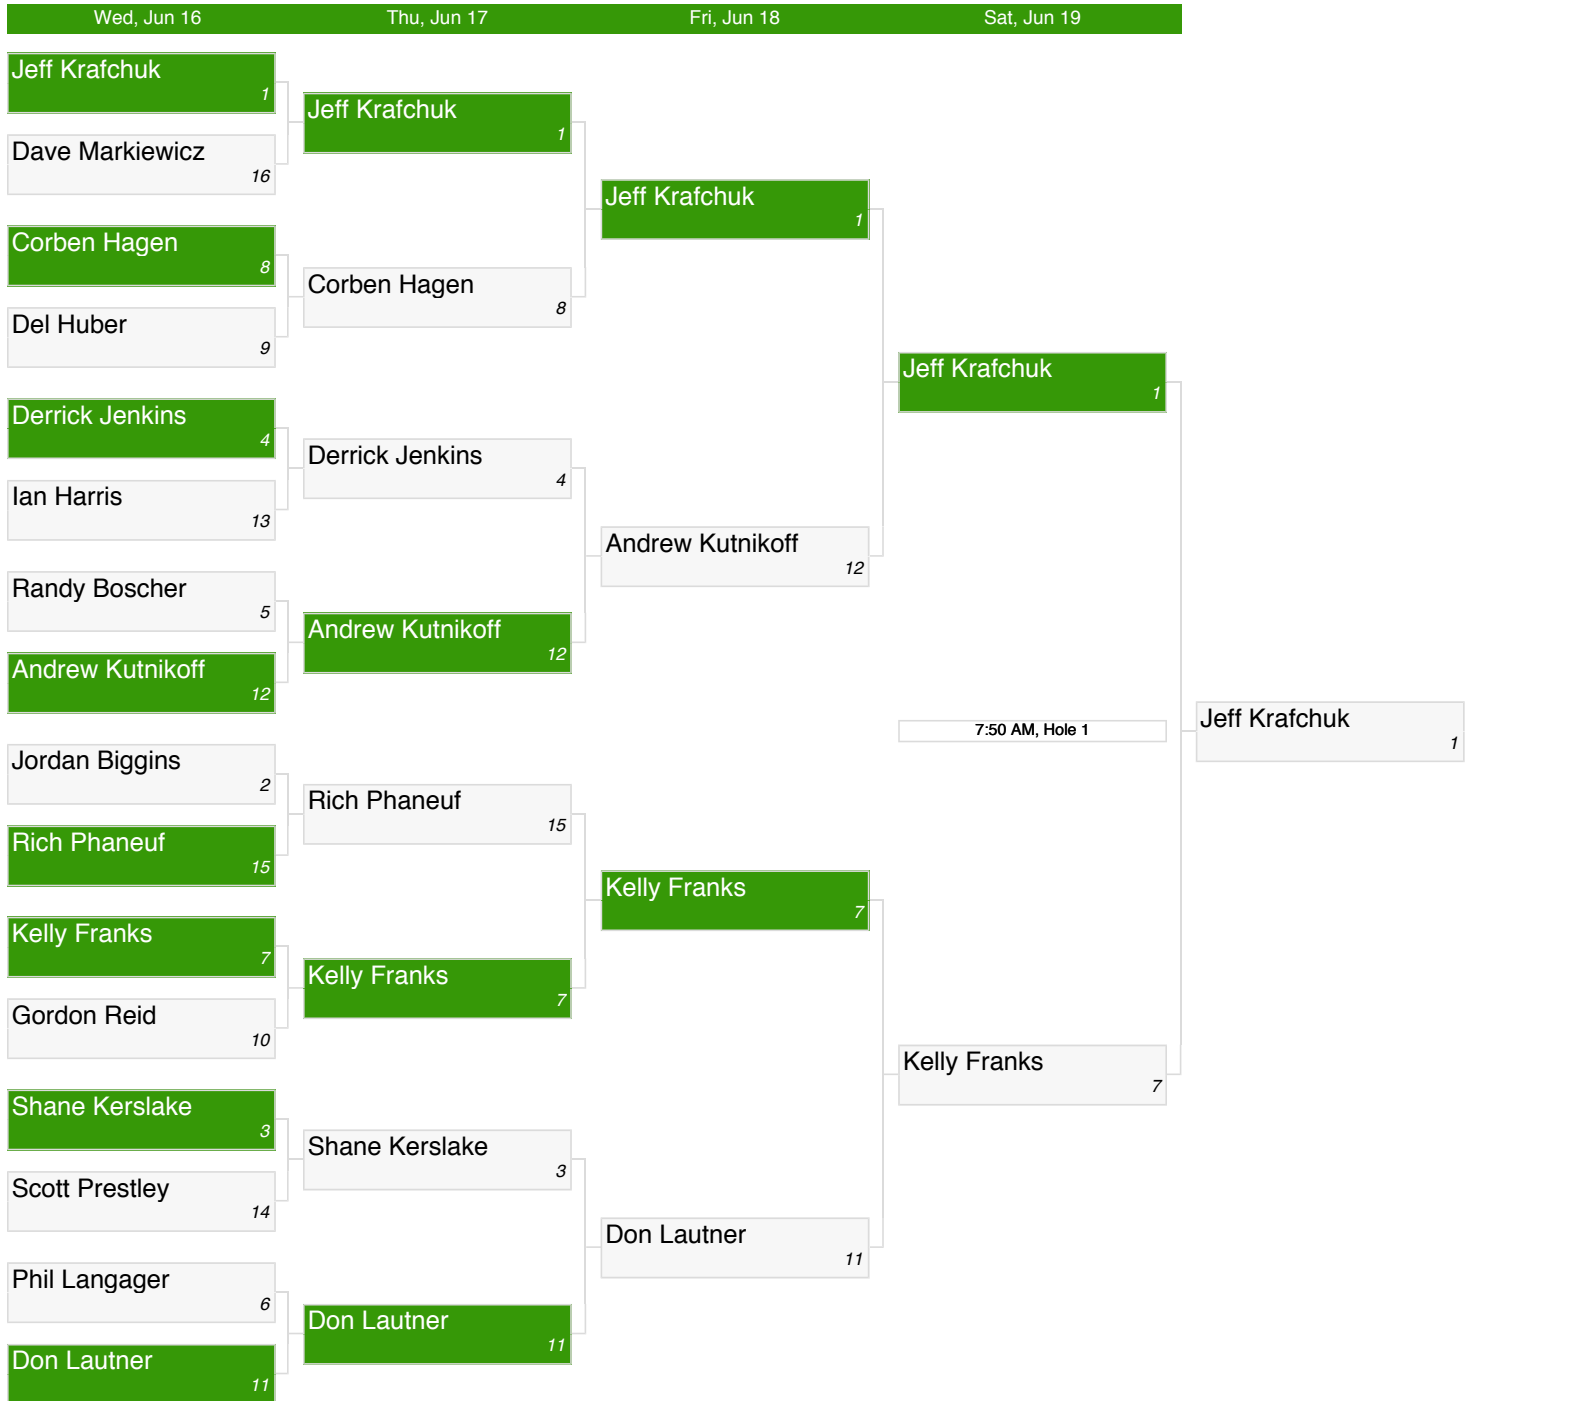 Wed, Jun 16
Thu, Jun 17
Fri, Jun 18
Sat, Jun 19
Jeff Krafchuk
1
Dave Markiewicz
16
Corben Hagen
8
Del Huber
9
Derrick Jenkins
4
Ian Harris
13
Randy Boscher
5
Andrew Kutnikoff
12
Jordan Biggins
2
Rich Phaneuf
15
Kelly Franks
7
Gordon Reid
10
Shane Kerslake
3
Scott Prestley
14
Phil Langager
6
Don Lautner
11
Jeff Krafchuk
1
Corben Hagen
8
Derrick Jenkins
4
Andrew Kutnikoff
12
Rich Phaneuf
15
Kelly Franks
7
Shane Kerslake
3
Don Lautner
11
Jeff Krafchuk
1
Andrew Kutnikoff
12
Kelly Franks
7
Don Lautner
11
Jeff Krafchuk
1
7:50 AM, Hole 1
Kelly Franks
7
Jeff Krafchuk
1